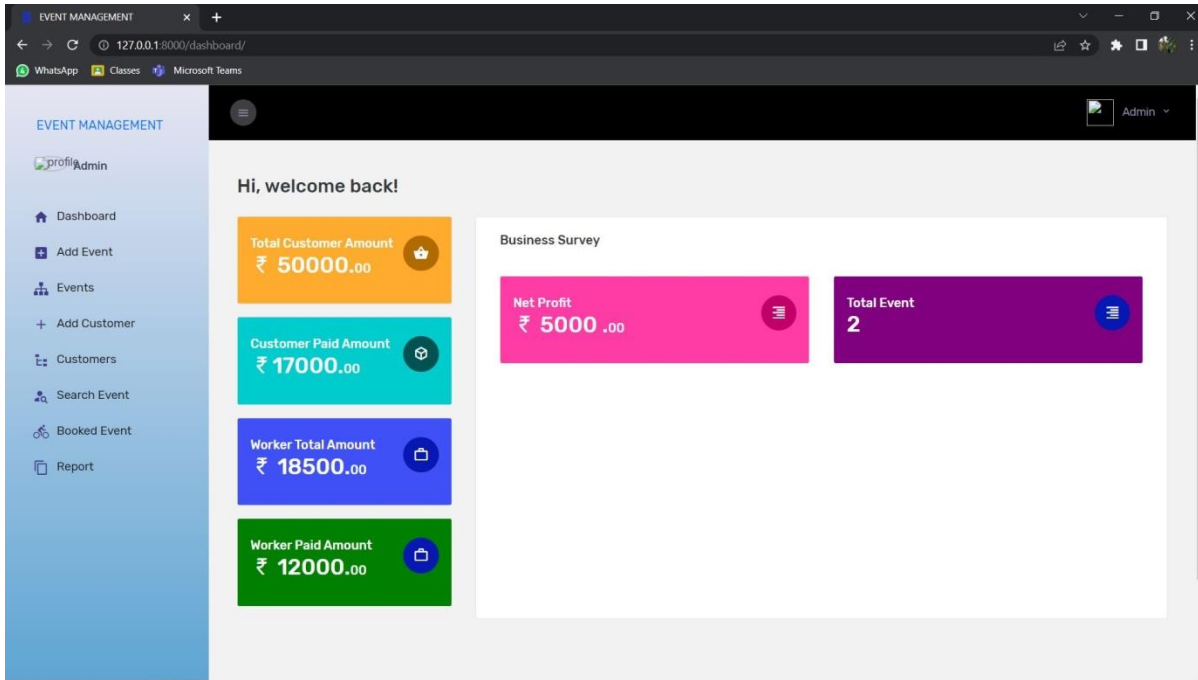 EVENT MANAGEMENT
127.0.0.1:8000/dashboard/
WhatsApp Classes Microsoft Teams
EVENT MANAGEMENT
Admin
profile Admin
Hi, welcome back!
Dashboard
Add Event
Events
Add Customer
Customers
Search Event
Booked Event
Report
Total Customer Amount
₹ 50000.00
Customer Paid Amount
₹ 17000.00
Worker Total Amount
₹ 18500.00
Worker Paid Amount
₹ 12000.00
Business Survey
Net Profit
₹ 5000 .00
Total Event
2